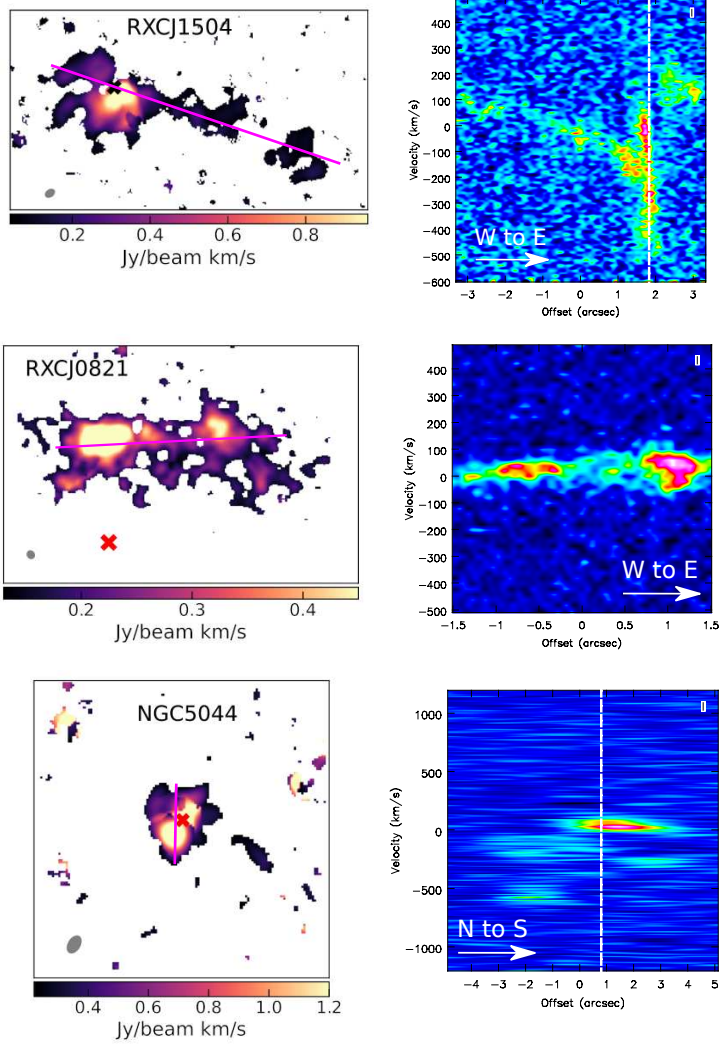 RXCJ1504
0.2 0.4 0.6 0.8
Jy/beam km/s
400
300
200
100
0
−100
−200
−300
−400
−500
−600
Velocity (km/s)
W to E
−3 −2 −1 0 1 2 3
Offset (arcsec)
RXCJ0821
0.2 0.3 0.4
Jy/beam km/s
400
300
200
100
0
−100
−200
−300
−400
−500
Velocity (km/s)
W to E
−1.5 −1 −0.5 0 0.5 1 1.5
Offset (arcsec)
NGC5044
0.4 0.6 0.8 1.0 1.2
Jy/beam km/s
1000
500
0
−500
−1000
Velocity (km/s)
N to S
−4 −3 −2 −1 0 1 2 3 4 5
Offset (arcsec)